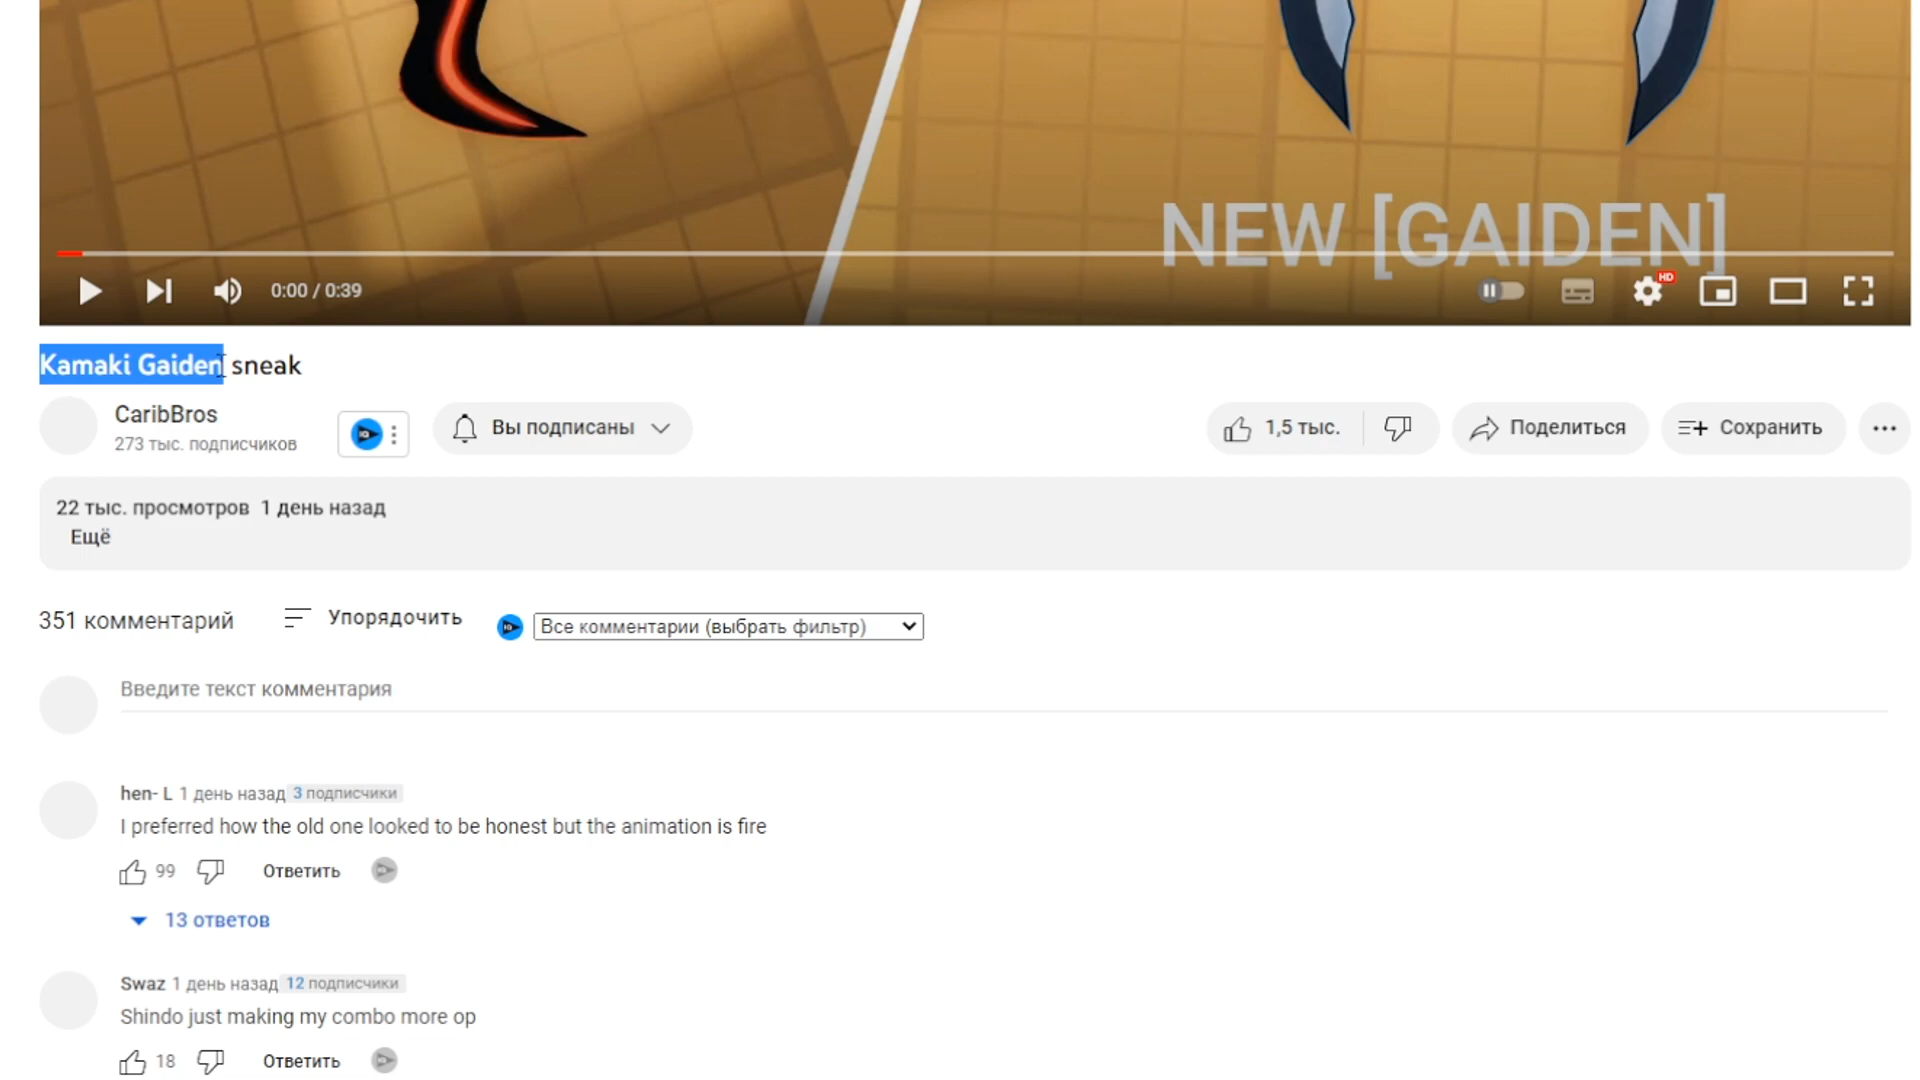 NEW [GAIDEN]
0:00 / 0:39
HD
Kamaki Gaiden sneak
CaribBros
273 тыс. подписчиков
Вы подписаны
1,5 тыс.
Поделиться
Сохранить
22 тыс. просмотров 1 день назад
Ещё
351 комментарий
Упорядочить
Все комментарии (выбрать фильтр)
Введите текст комментария
hen- L 1 день назад 3 подписчики
I preferred how the old one looked to be honest but the animation is fire
99
Ответить
13 ответов
Swaz 1 день назад 12 подписчики
Shindo just making my combo more op
18
Ответить